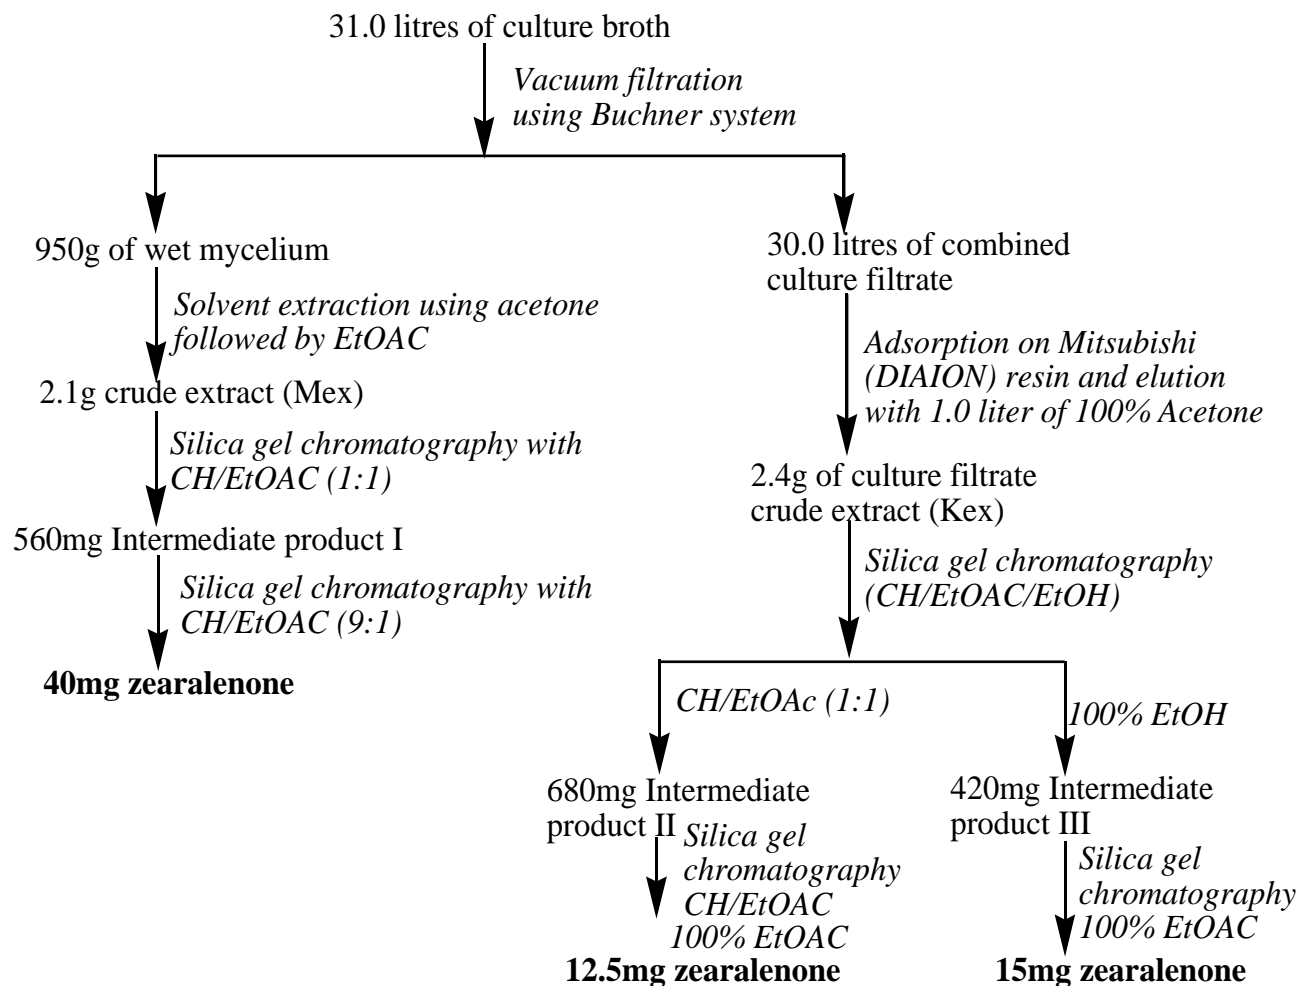 31.0 litres of culture broth
Vacuum filtration
using Buchner system
950g of wet mycelium
Solvent extraction using acetone
followed by EtOAC
2.1g crude extract (Mex)
Silica gel chromatography with
CH/EtOAC (1:1)
560mg Intermediate product I
Silica gel chromatography with
CH/EtOAC (9:1)
40mg zearalenone
30.0 litres of combined
culture filtrate
Adsorption on Mitsubishi
(DIAION) resin and elution
with 1.0 liter of 100% Acetone
2.4g of culture filtrate
crude extract (Kex)
Silica gel chromatography
(CH/EtOAC/EtOH)
CH/EtOAc (1:1)
680mg Intermediate
product II
Silica gel
chromatography
CH/EtOAC
100% EtOAC
12.5mg zearalenone
100% EtOH
420mg Intermediate
product III
Silica gel
chromatography
100% EtOAC
15mg zearalenone